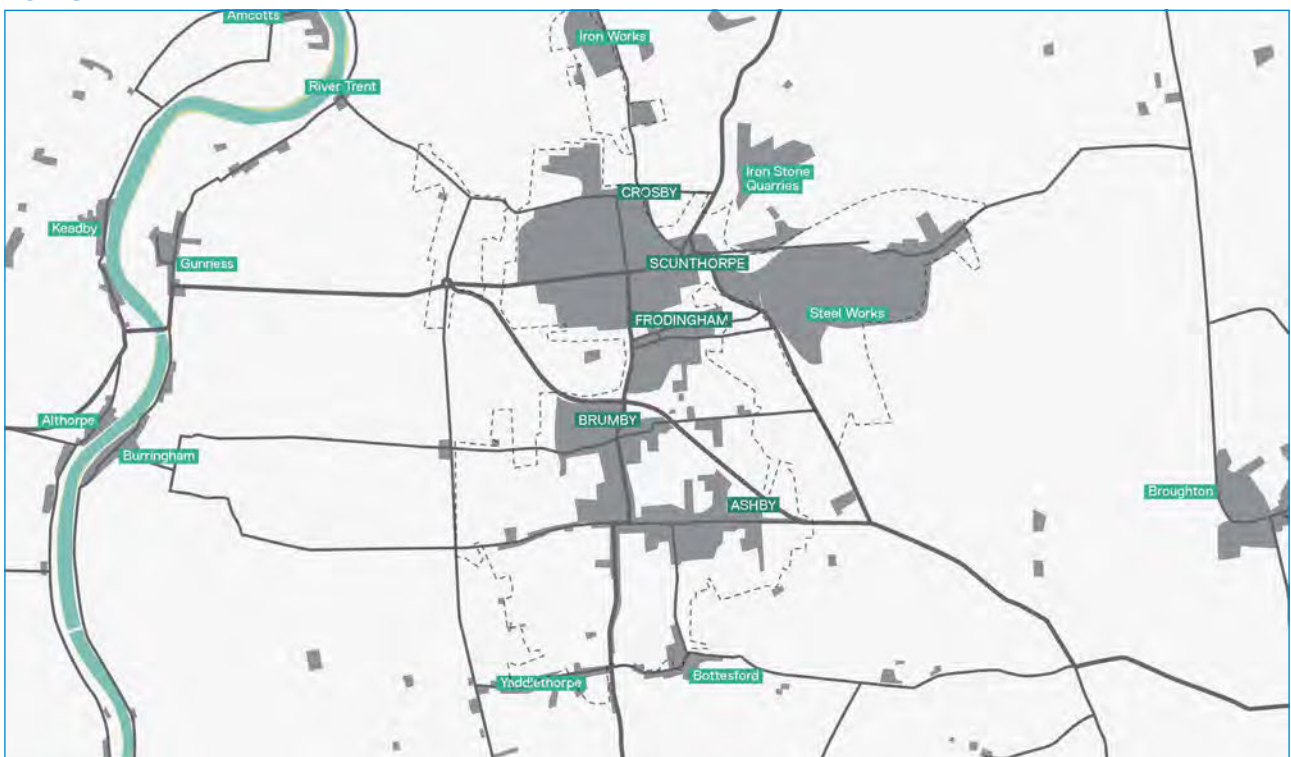 Amcotts
Iron Works
River Trent
Iron Stone
Quarries
CROSBY
Keadby
Gunness
SCUNTHORPE
Steel Works
FRODINGHAM
Althorpe
BRUMBY
Burringham
Broughton
ASHBY
Yaddlethorpe
Bottesford